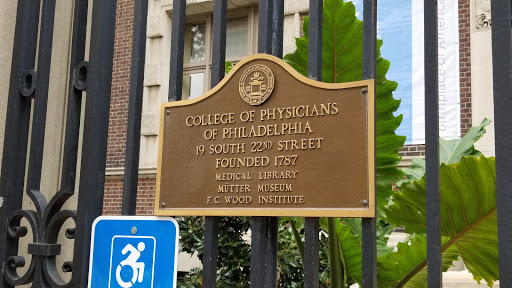 COLLEGE OF PHYSICIANS
OF PHILADELPHIA
19 SOUTH 22ND STREET
FOUNDED 1787
MEDICAL LIBRARY
MÜTTER MUSEUM
F. C. WOOD INSTITUTE